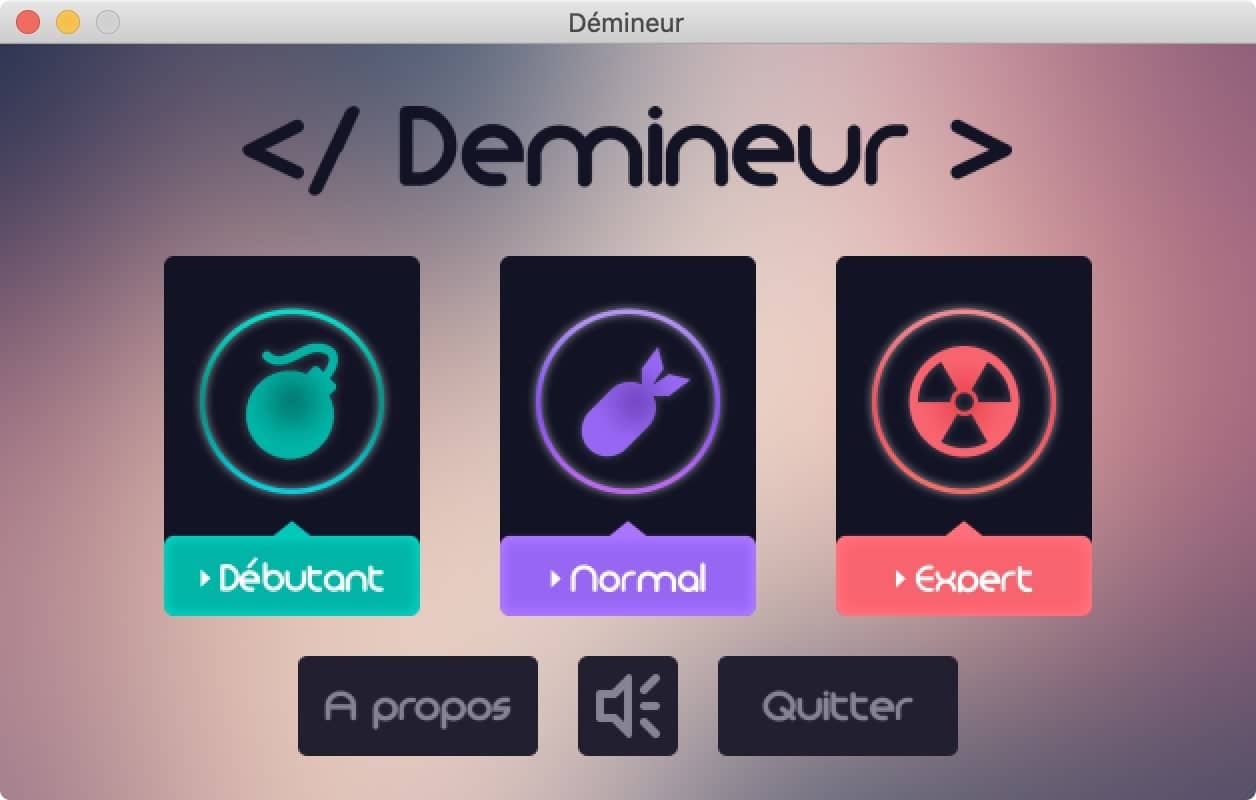 Démineur
</ Demineur >
Débutant
Normal
Expert
A propos
Quitter